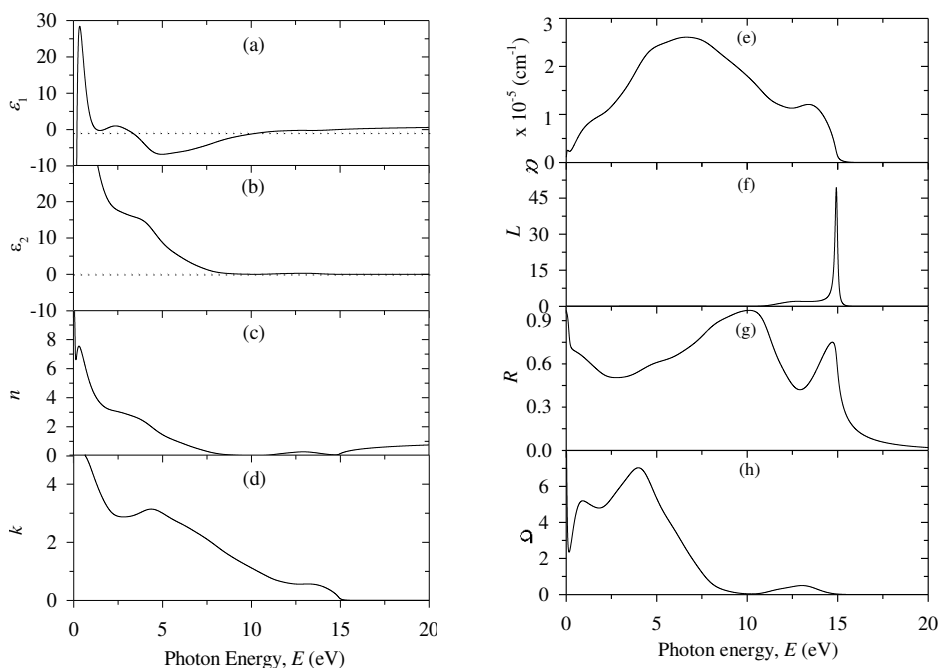 30
20
10
0
-10
ε1
(a)
20
10
0
-10
ε2
(b)
8
6
4
2
0
n
(c)
4
2
0
k
(d)
0 5 10 15 20
Photon Energy, E (eV)
3
2
1
0
x 10-5 (cm-1)
(e)
45
30
15
0
L
(f)
0.9
0.6
0.3
0.0
R
(g)
6
4
2
0
(h)
0 5 10 15 20
Photon energy, E (eV)